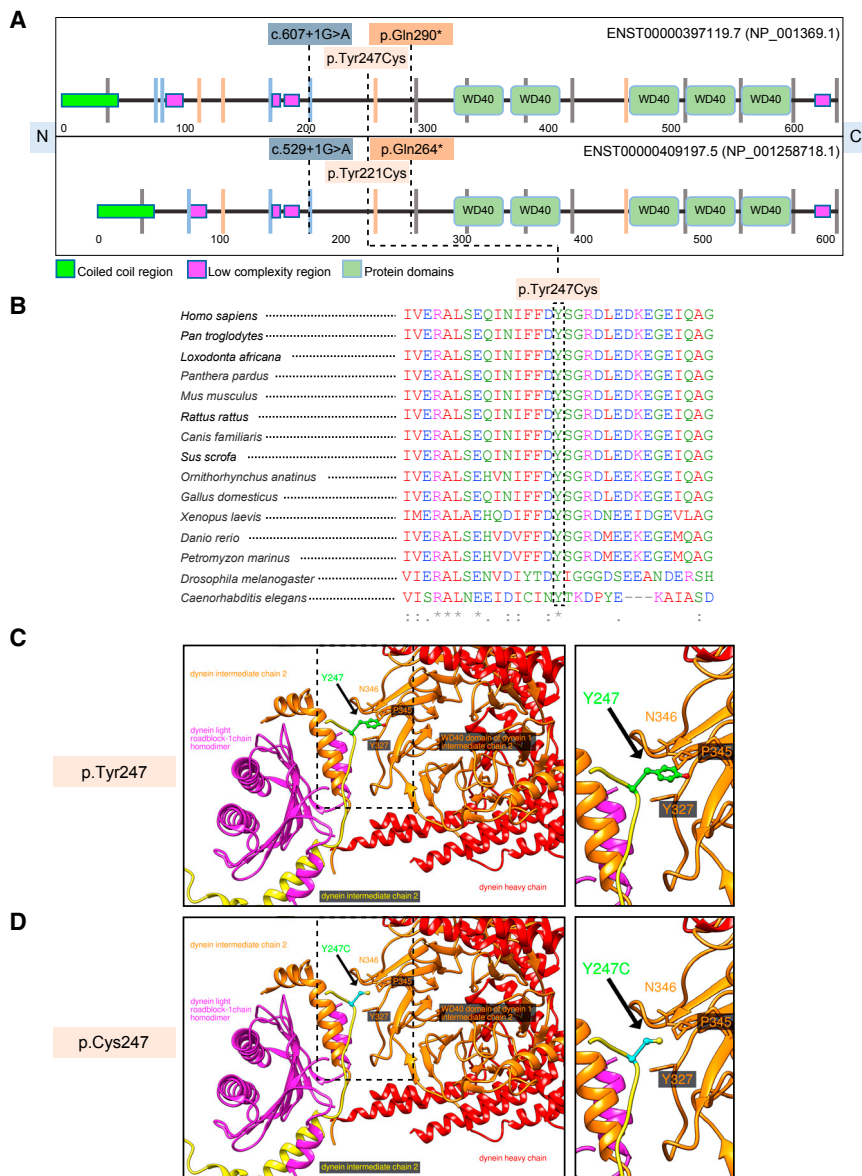 A
c.607+1G>A p.Gln290* ENST00000397119.7 (NP_001369.1)
p.Tyr247Cys
WD40 WD40 WD40 WD40 WD40
0 100 200 300 400 500 600
N C
c.529+1G>A p.Gln264* ENST00000409197.5 (NP_001258718.1)
p.Tyr221Cys
WD40 WD40 WD40 WD40 WD40
0 100 200 300 400 500 600
Coiled coil region Low complexity region Protein domains
p.Tyr247Cys
B
Homo sapiens IVERALSEQINIFFDYSGRDLEDKEGEIQAG
Pan troglodytes IVERALSEQINIFFDYSGRDLEDKEGEIQAG
Loxodonta africana IVERALSEQINIFFDYSGRDLEDKEGEIQAG
Panthera pardus IVERALSEQINIFFDYSGRDLEDKEGEIQAG
Mus musculus IVERALSEQINIFFDYSGRDLEDKEGEIQAG
Rattus rattus IVERALSEQINIFFDYSGRDLEDKEGEIQAG
Canis familiaris IVERALSEQINIFFDYSGRDLEDKEGEIQAG
Sus scrofa IVERALSEQINIFFDYSGRDLEDKEGEIQAG
Ornithorhynchus anatinus IVERALSEHVNIFFDYSGRDLEEKEGEIQAG
Gallus domesticus IVERALSEQINIFFDYSGRDLEEKEGEIQAG
Xenopus laevis IMERALAEHQDIFFDYSGRDNEEIDGEVLAG
Danio rerio IVERALSEHVDVFFDYSGRDMEEKEGEMQAG
Petromyzon marinus IVERALSEHVDVFFDYSGRDMEEKEGEMQAG
Drosophila melanogaster VIERALSENVDIYTDYIGGGDSEEANDERSH
Caenorhabditis elegans VISRALNEEIDICINYTKDPYE---KAIASD
::.*** *. :: :* . :
C
p.Tyr247
dynein intermediate chain 2
Y247
N346
P345
dynein light
roadblock-1chain
homodimer
Y327
WD40 domain of dynein 1
intermediate chain 2
dynein intermediate chain 2
dynein heavy chain
Y247
N346
P345
Y327
D
p.Cys247
dynein intermediate chain 2
Y247C
N346
P345
dynein light
roadblock-1chain
homodimer
Y327
WD40 domain of dynein 1
intermediate chain 2
dynein intermediate chain 2
dynein heavy chain
Y247C
N346
P345
Y327